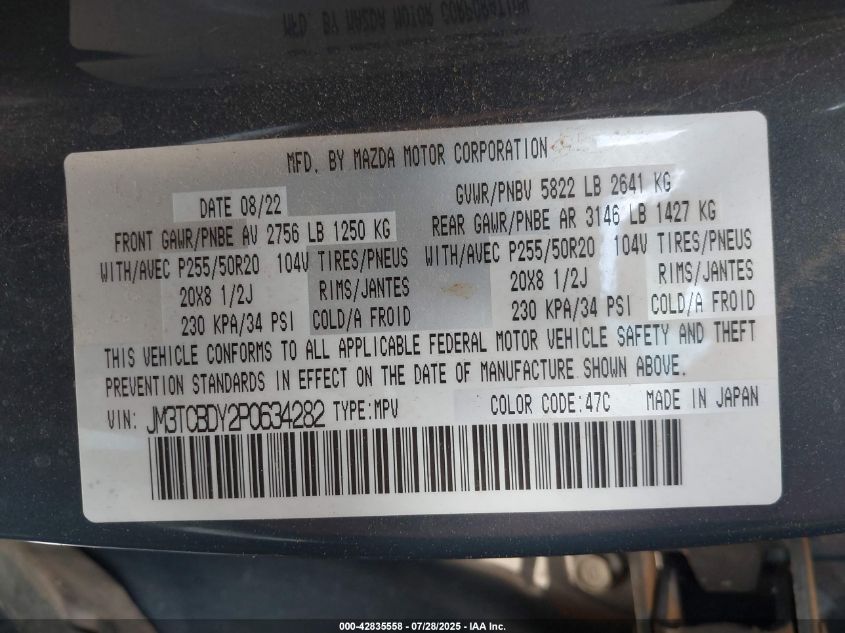 MFD. BY MAZDA MOTOR CORPORATION
MFD. BY MAZDA MOTOR CORPORATION
DATE 08/22
GVWR/PNBV 5822 LB 2641 KG
FRONT GAWR/PNBE AV 2756 LB 1250 KG
REAR GAWR/PNBE AR 3146 LB 1427 KG
WITH/AVEC P255/50R20 104V TIRES/PNEUS
WITH/AVEC P255/50R20 104V TIRES/PNEUS
20X8 1/2J RIMS/JANTES
20X8 1/2J RIMS/JANTES
230 KPA/34 PSI COLD/A FROID
230 KPA/34 PSI COLD/A FROID
THIS VEHICLE CONFORMS TO ALL APPLICABLE FEDERAL MOTOR VEHICLE SAFETY AND THEFT
PREVENTION STANDARDS IN EFFECT ON THE DATE OF MANUFACTURE SHOWN ABOVE.
VIN: JM3TCBDY2P0634282 TYPE:MPV COLOR CODE:47C MADE IN JAPAN
000-42835558 - 07/28/2025 - IAA Inc.